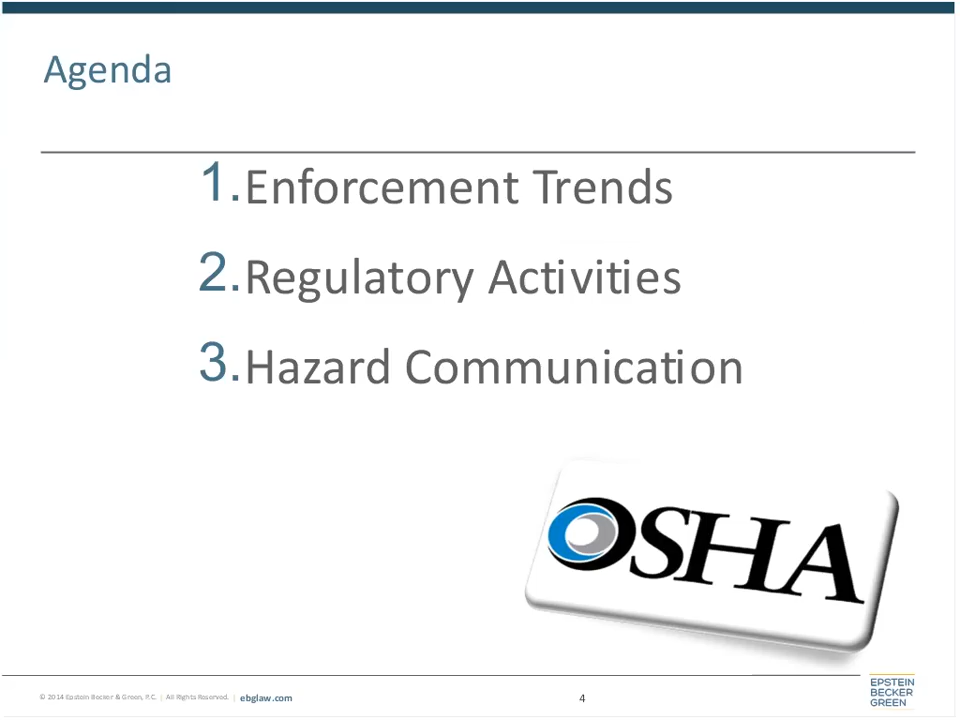 Agenda
1. Enforcement Trends
2. Regulatory Activities
3. Hazard Communication
OSHA
© 2014 Epstein Becker & Green, P.C. | All Rights Reserved. | ebglaw.com
4
EPSTEIN
BECKER
GREEN